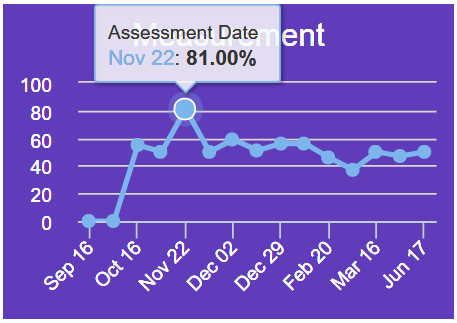 Measurement
Assessment Date
Nov 22: 81.00%
100
80
60
40
20
0
Sep 16
Oct 16
Nov 22
Dec 02
Dec 29
Feb 20
Mar 16
Jun 17